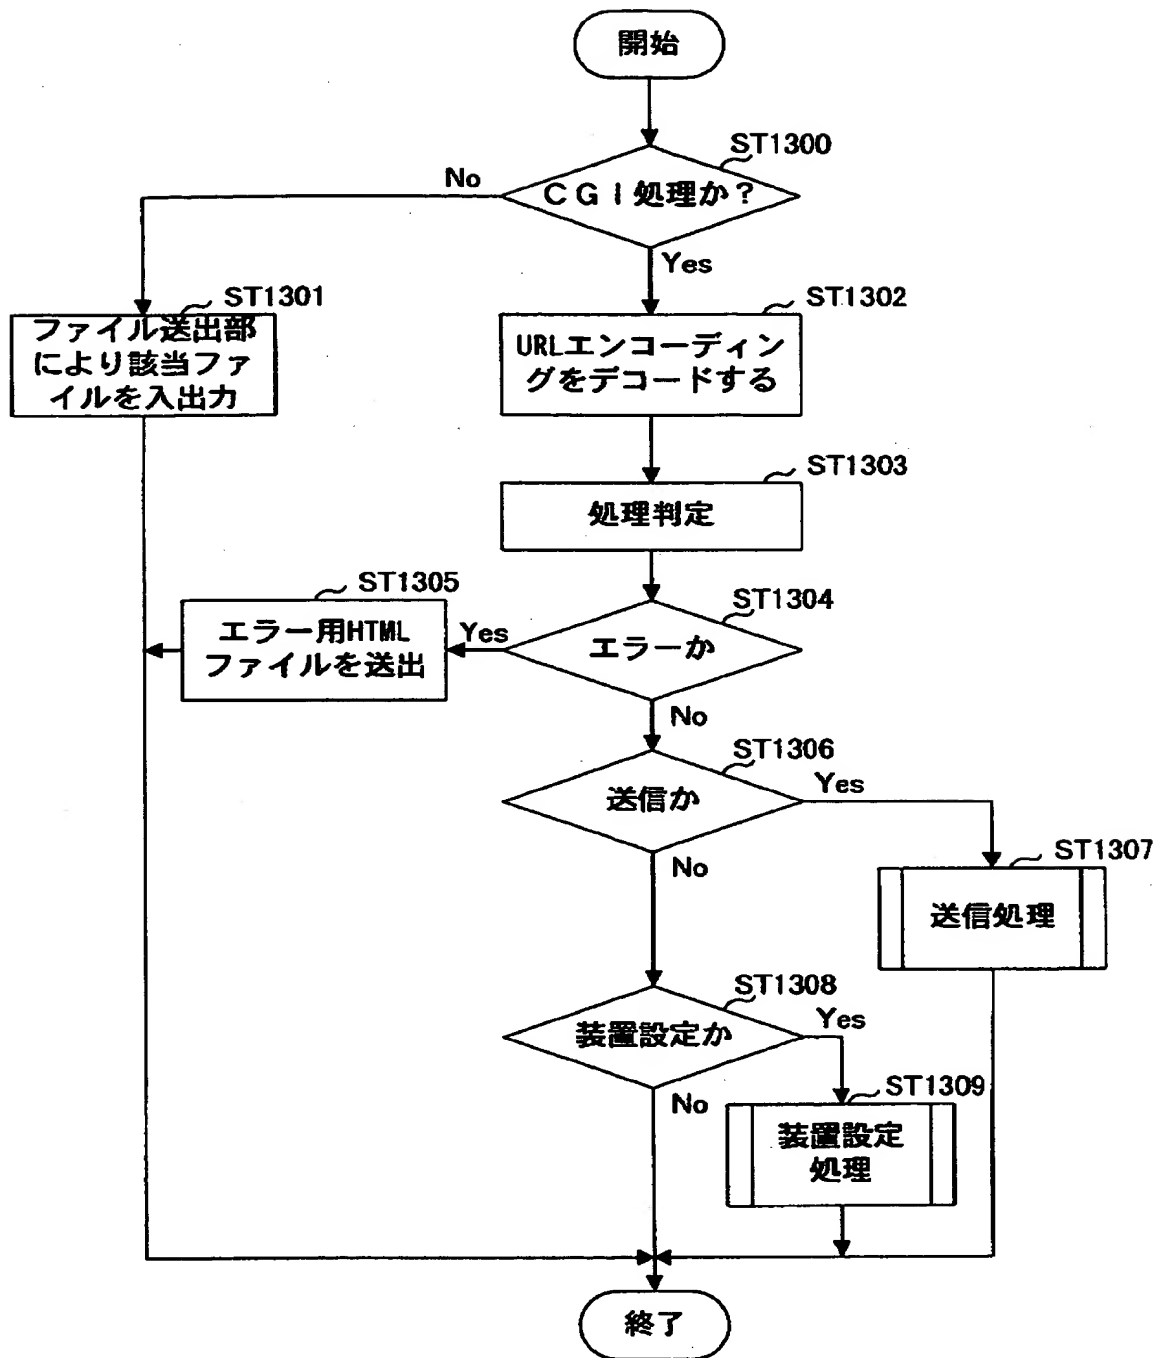 開始
ST1300
CGI処理か?
No
Yes
ST1301
ファイル送出部
により該当ファ
イルを入出力
ST1302
URLエンコーディン
グをデコードする
ST1303
処理判定
ST1304
エラーか
Yes
ST1305
エラー用HTML
ファイルを送出
No
ST1306
送信か
Yes
ST1307
送信処理
No
ST1308
装置設定か
Yes
ST1309
装置設定
処理
No
終了